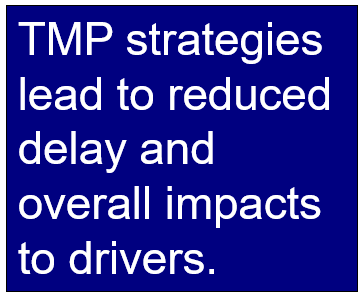 TMP strategies
lead to reduced
delay and
overall impacts
to drivers.